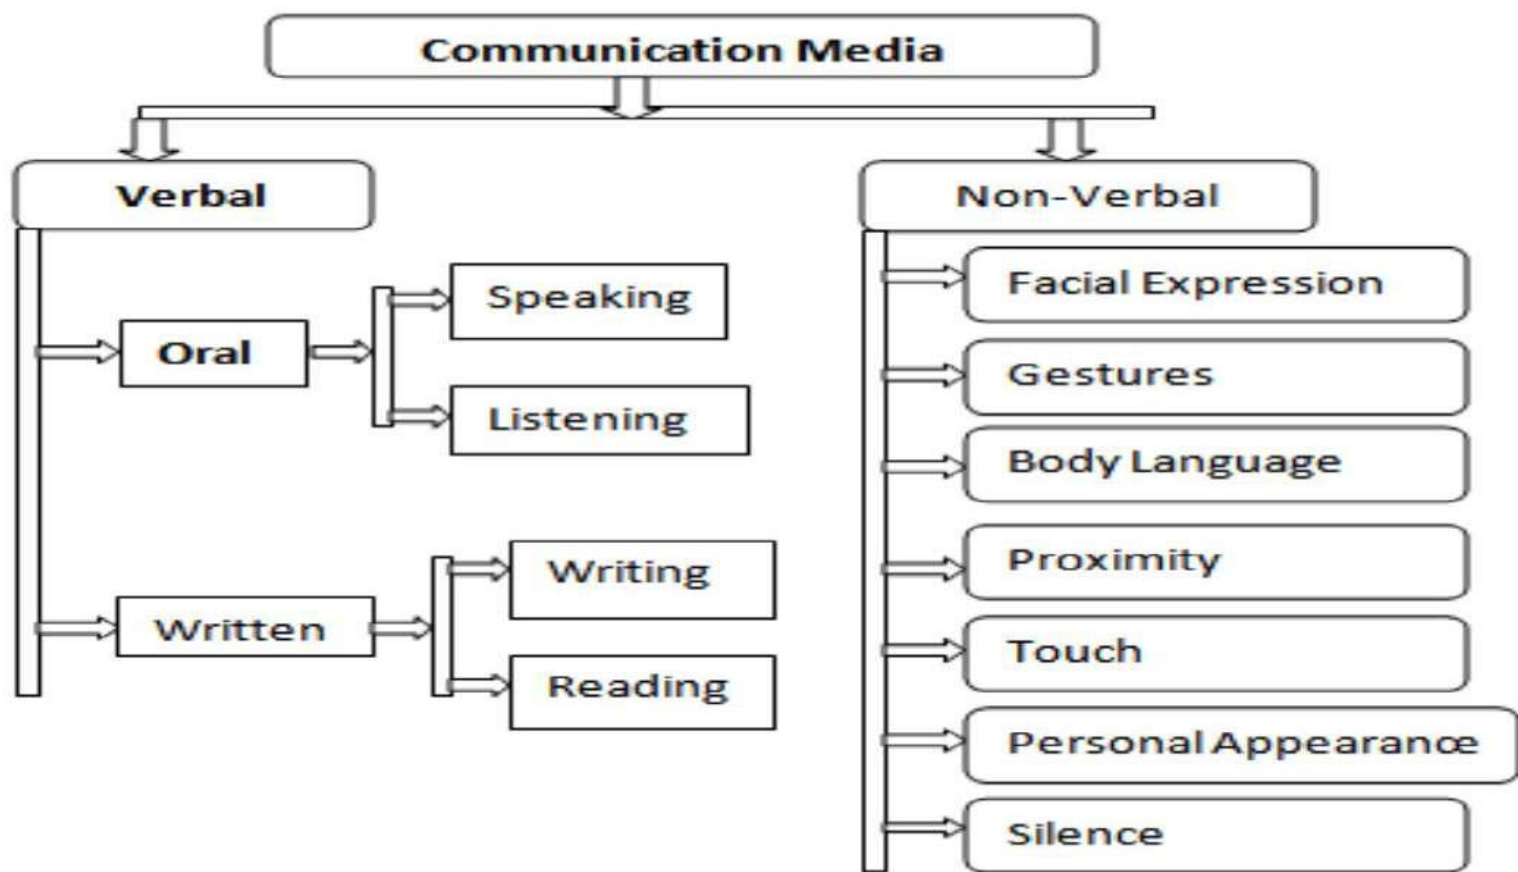 Communication Media
Verbal
Non-Verbal
Oral
Speaking
Listening
Written
Writing
Reading
Facial Expression
Gestures
Body Language
Proximity
Touch
Personal Appearance
Silence